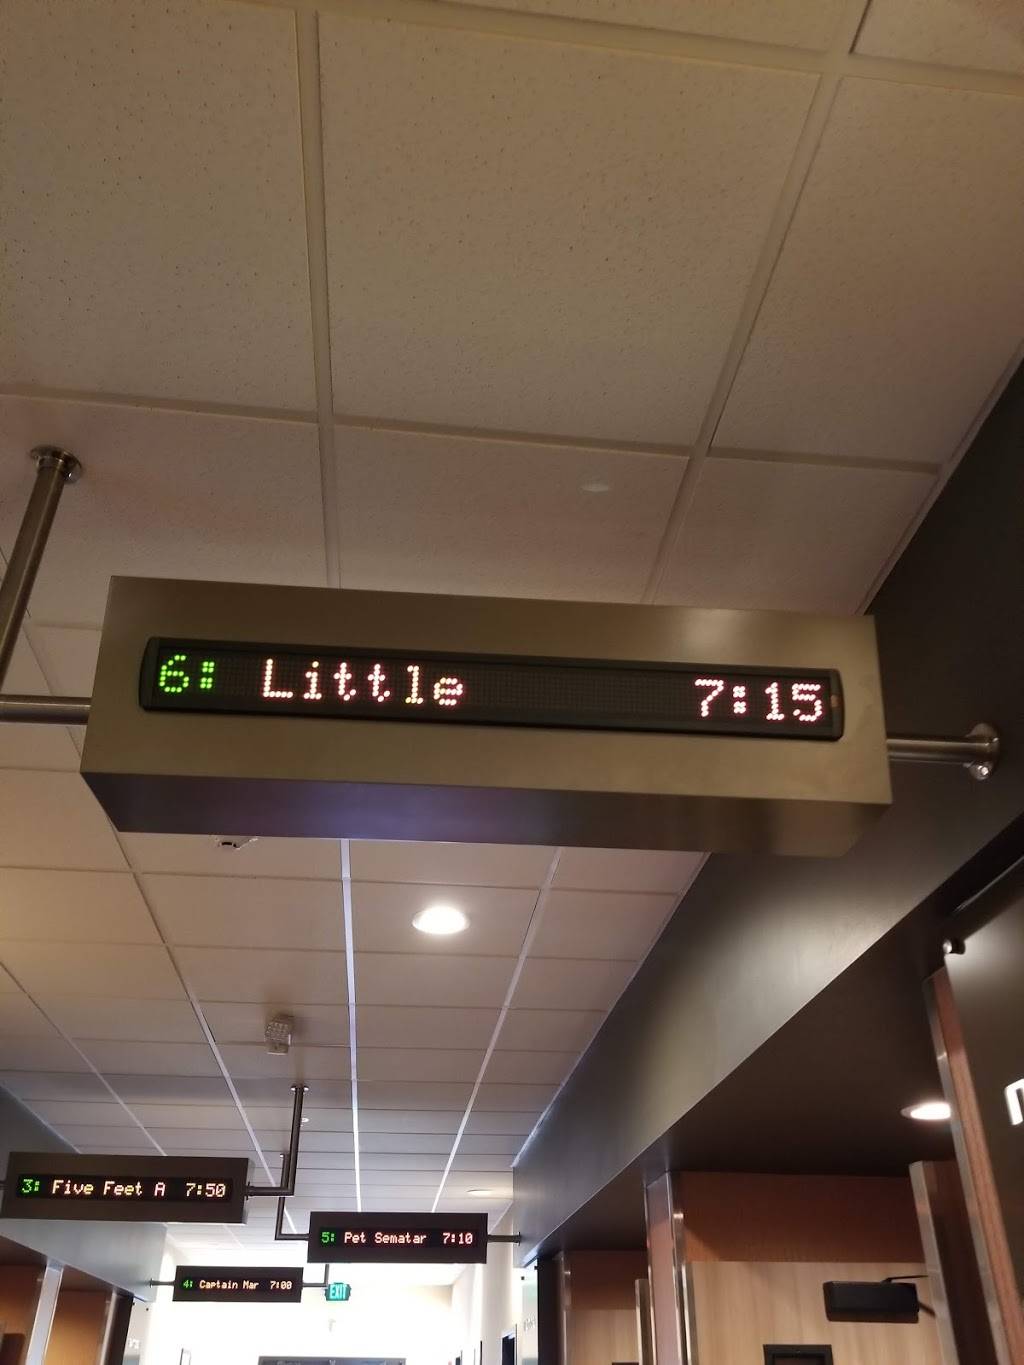 6: Little 7:15
3: Five Feet A 7:50
5: Pet Sematar 7:10
4: Captain Mar 7:00
EXIT